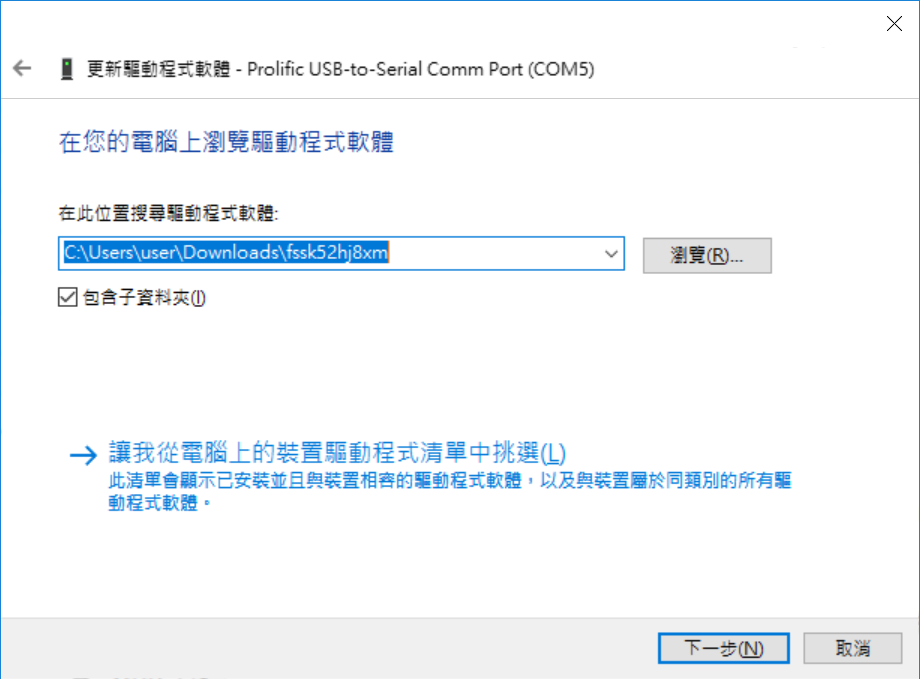 更新驅動程式軟體 - Prolific USB-to-Serial Comm Port (COM5)
在您的電腦上瀏覽驅動程式軟體
在此位置搜尋驅動程式軟體:
C:\Users\user\Downloads\fssk52hj8xm
瀏覽(R)...
包含子資料夾(I)
讓我從電腦上的裝置驅動程式清單中挑選(L)
此清單會顯示已安裝並且與裝置相容的驅動程式軟體，以及與裝置屬於同類別的所有驅
動程式軟體。
下一步(N)
取消